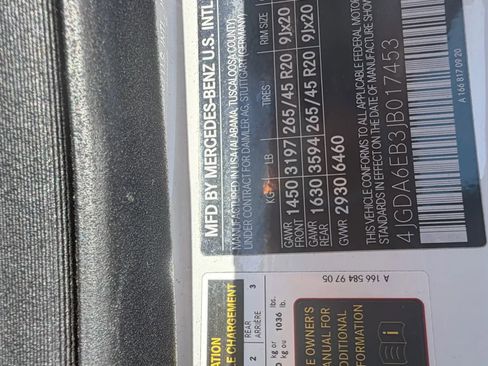 MFD BY MERCEDES-BENZ U.S. INTL
MANUFACTURED IN USA (ALABAMA, TUSCALOOSA COUNTY)
UNDER CONTRACT FOR DAIMLER AG, STUTTGART (GERMANY)
KG LB TIRES RIM SIZE
GAWR FRONT 1450 3197 265/45 R20 9Jx20
GAWR REAR 1630 3594 265/45 R20 9Jx20
GVWR 2930 6460
THIS VEHICLE CONFORMS TO ALL APPLICABLE FEDERAL MOTOR
STANDARDS IN EFFECT ON THE DATE OF MANUFACTURE SHOW
4JGDA6EB3JB017453
A 166 817 09 20
A 166 584 97 05
ATION
E CHARGEMENT
2 REAR ARRIÈRE 3
kg or 1036 lbs.
kg ou lb.
E OWNER'S
MANUAL FOR
ADDITIONAL
FORMATION